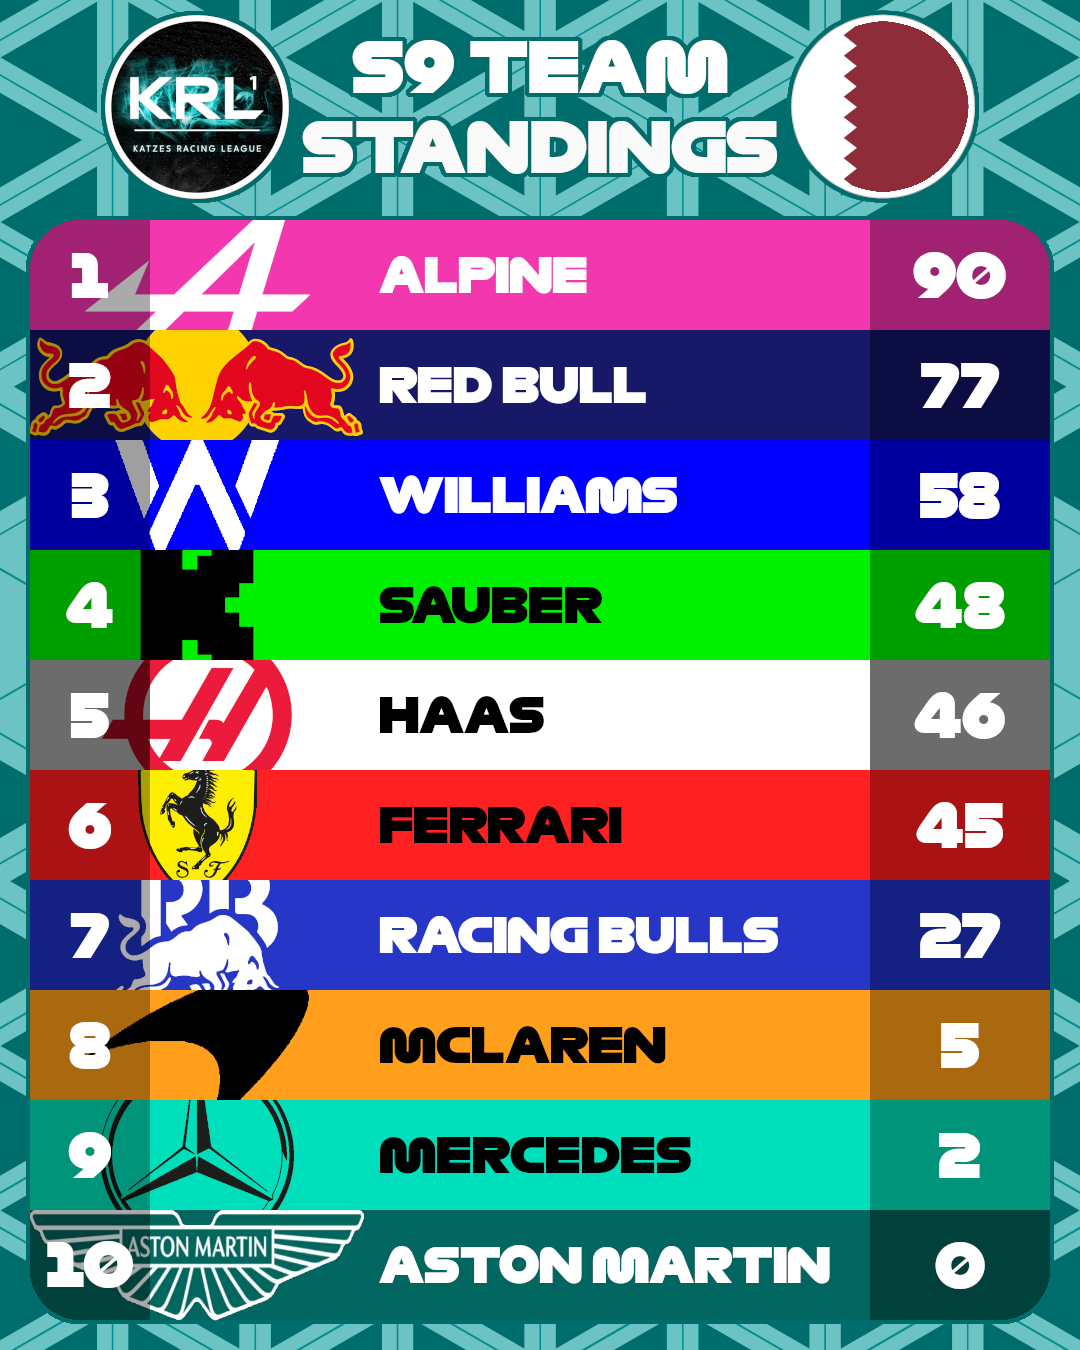 KRL1
KATZES RACING LEAGUE
S9 TEAM
STANDINGS
1 ALPINE 90
2 RED BULL 77
3 WILLIAMS 58
4 SAUBER 48
5 HAAS 46
6 S F FERRARI 45
7 RB RACING BULLS 27
8 MCLAREN 5
9 MERCEDES 2
10 ASTON MARTIN ASTON MARTIN 0